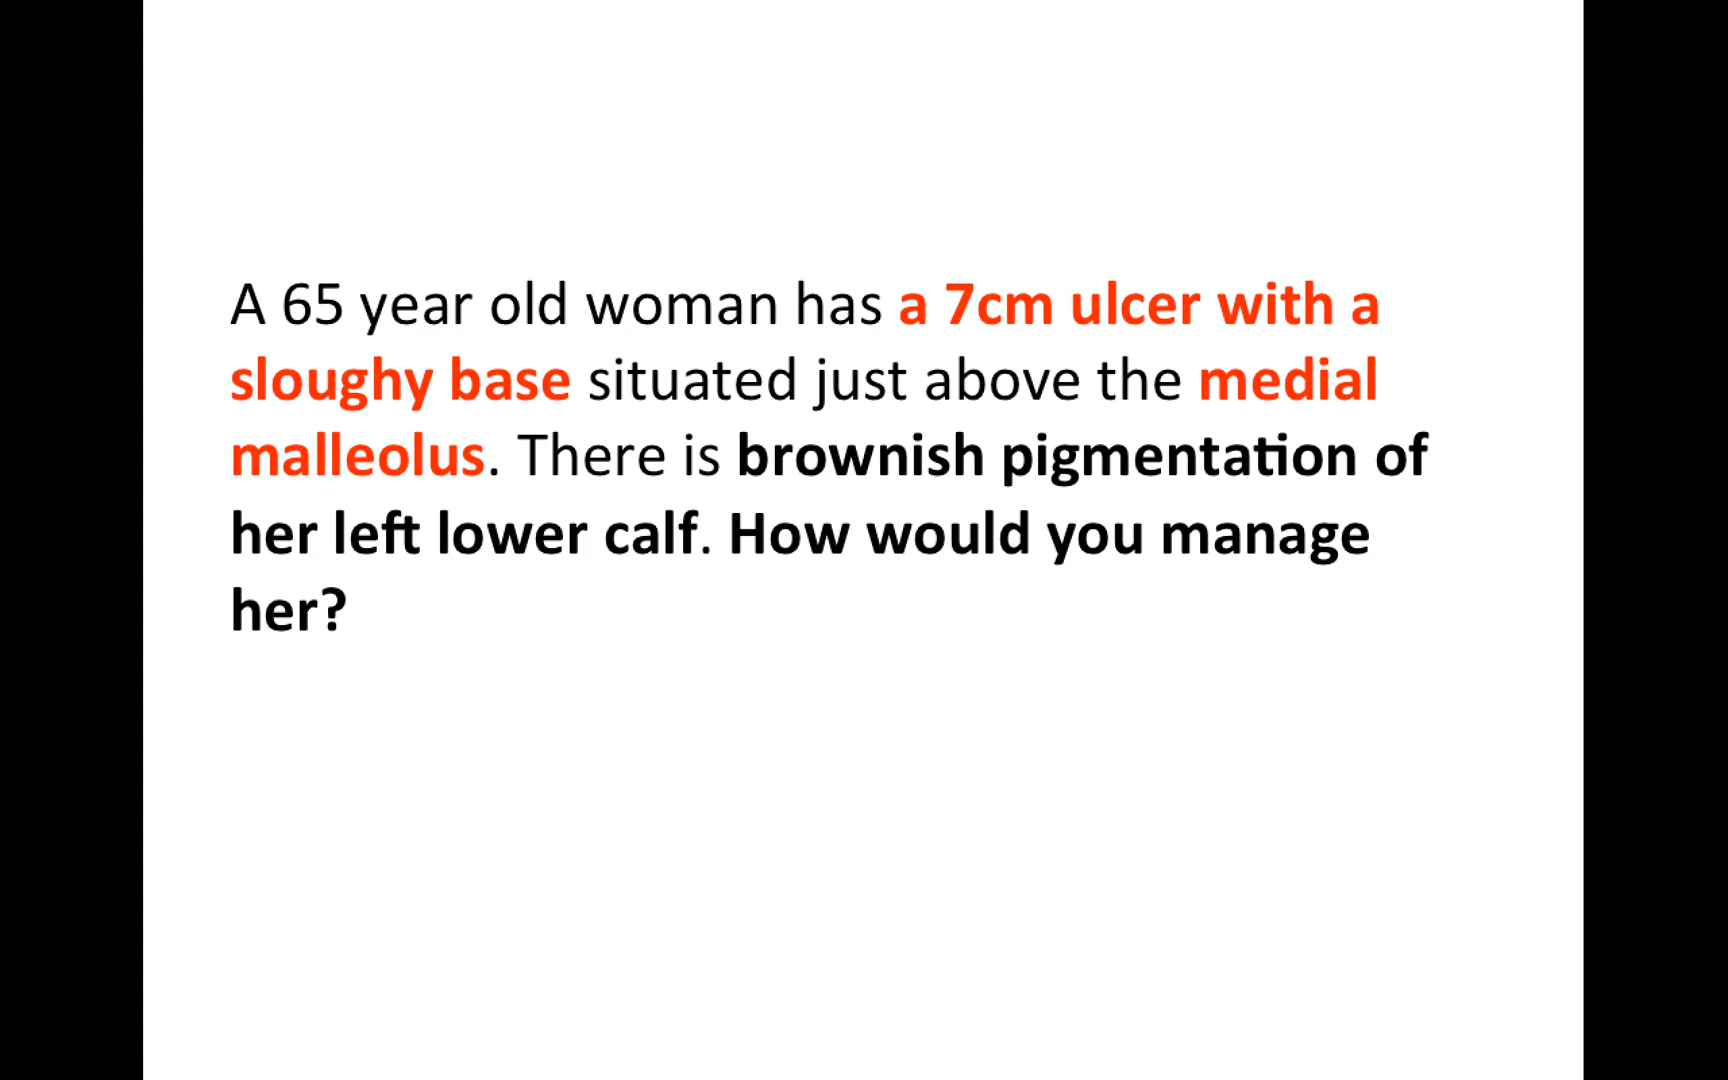 A 65 year old woman has a 7cm ulcer with a
sloughy base situated just above the medial
malleolus. There is brownish pigmentation of
her left lower calf. How would you manage
her?